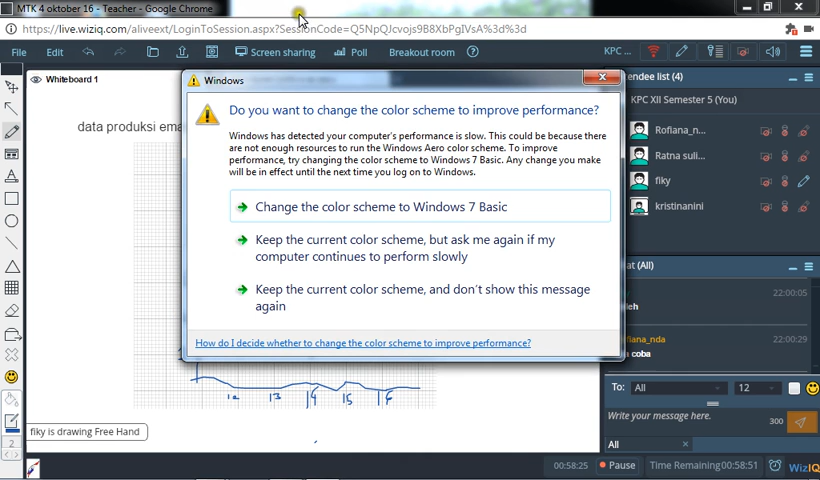 MTK 4 oktober 16 - Teacher - Google Chrome
https://live.wiziq.com/aliveext/LoginToSession.aspx?SessionCode=Q5NpQJcvojs9B8XbPgIVsA%3d%3d
File Edit Screen sharing Poll Breakout room KPC ...
Whiteboard 1
data produksi ema
Windows
Do you want to change the color scheme to improve performance?
Windows has detected your computer's performance is slow. This could be because there
are not enough resources to run the Windows Aero color scheme. To improve
performance, try changing the color scheme to Windows 7 Basic. Any change you make
will be in effect until the next time you log on to Windows.
Change the color scheme to Windows 7 Basic
Keep the current color scheme, but ask me again if my
computer continues to perform slowly
Keep the current color scheme, and don't show this message
again
How do I decide whether to change the color scheme to improve performance?
tendee list (4)
KPC XII Semester 5 (You)
Rofiana_n...
Ratna suli...
fiky
kristinanini
at (All)
22:00:05
leh
fiana_nda 22:00:29
a coba
To: All 12
Write your message here. 300
All
12 13 14 15 16
fiky is drawing Free Hand
2
00:58:25 Pause Time Remaining 00:58:51 WizIQ